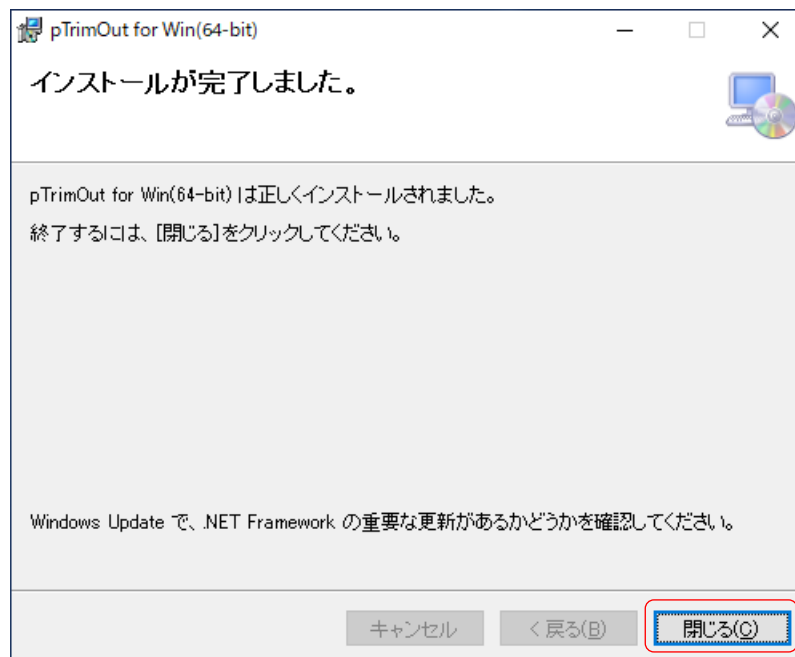 pTrimOut for Win(64-bit)
インストールが完了しました。
pTrimOut for Win(64-bit) は正しくインストールされました。
終了するには、[閉じる]をクリックしてください。
Windows Update で、.NET Framework の重要な更新があるかどうかを確認してください。
キャンセル
< 戻る(B)
閉じる(C)